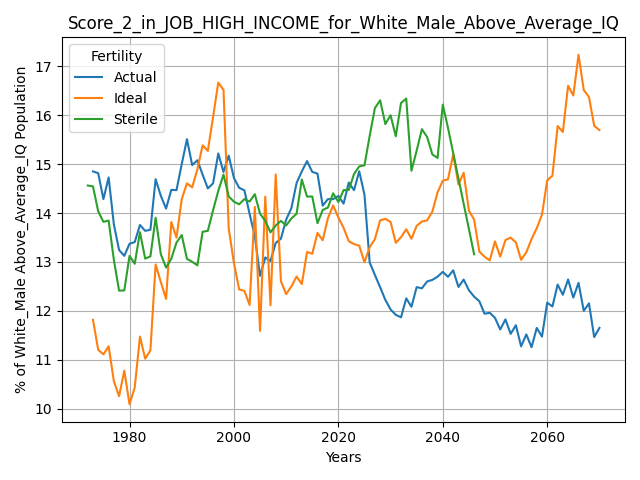 Score_2_in_JOB_HIGH_INCOME_for_White_Male_Above_Average_IQ
Fertility
Actual
Ideal
Sterile
% of White_Male Above_Average_IQ Population
17
16
15
14
13
12
11
10
1980
2000
2020
2040
2060
Years